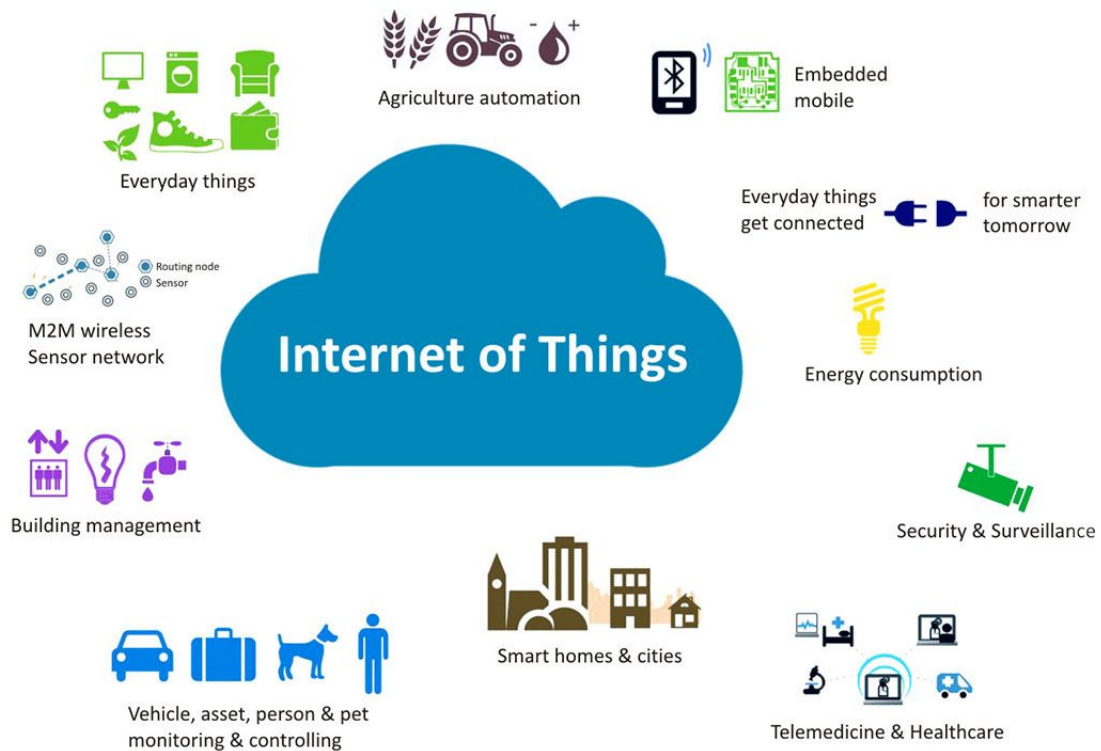 Agriculture automation
Embedded
mobile
Everyday things
Everyday things
get connected
for smarter
tomorrow
Routing node
Sensor
M2M wireless
Sensor network
Internet of Things
Energy consumption
Building management
Security & Surveillance
Smart homes & cities
Vehicle, asset, person & pet
monitoring & controlling
Telemedicine & Healthcare